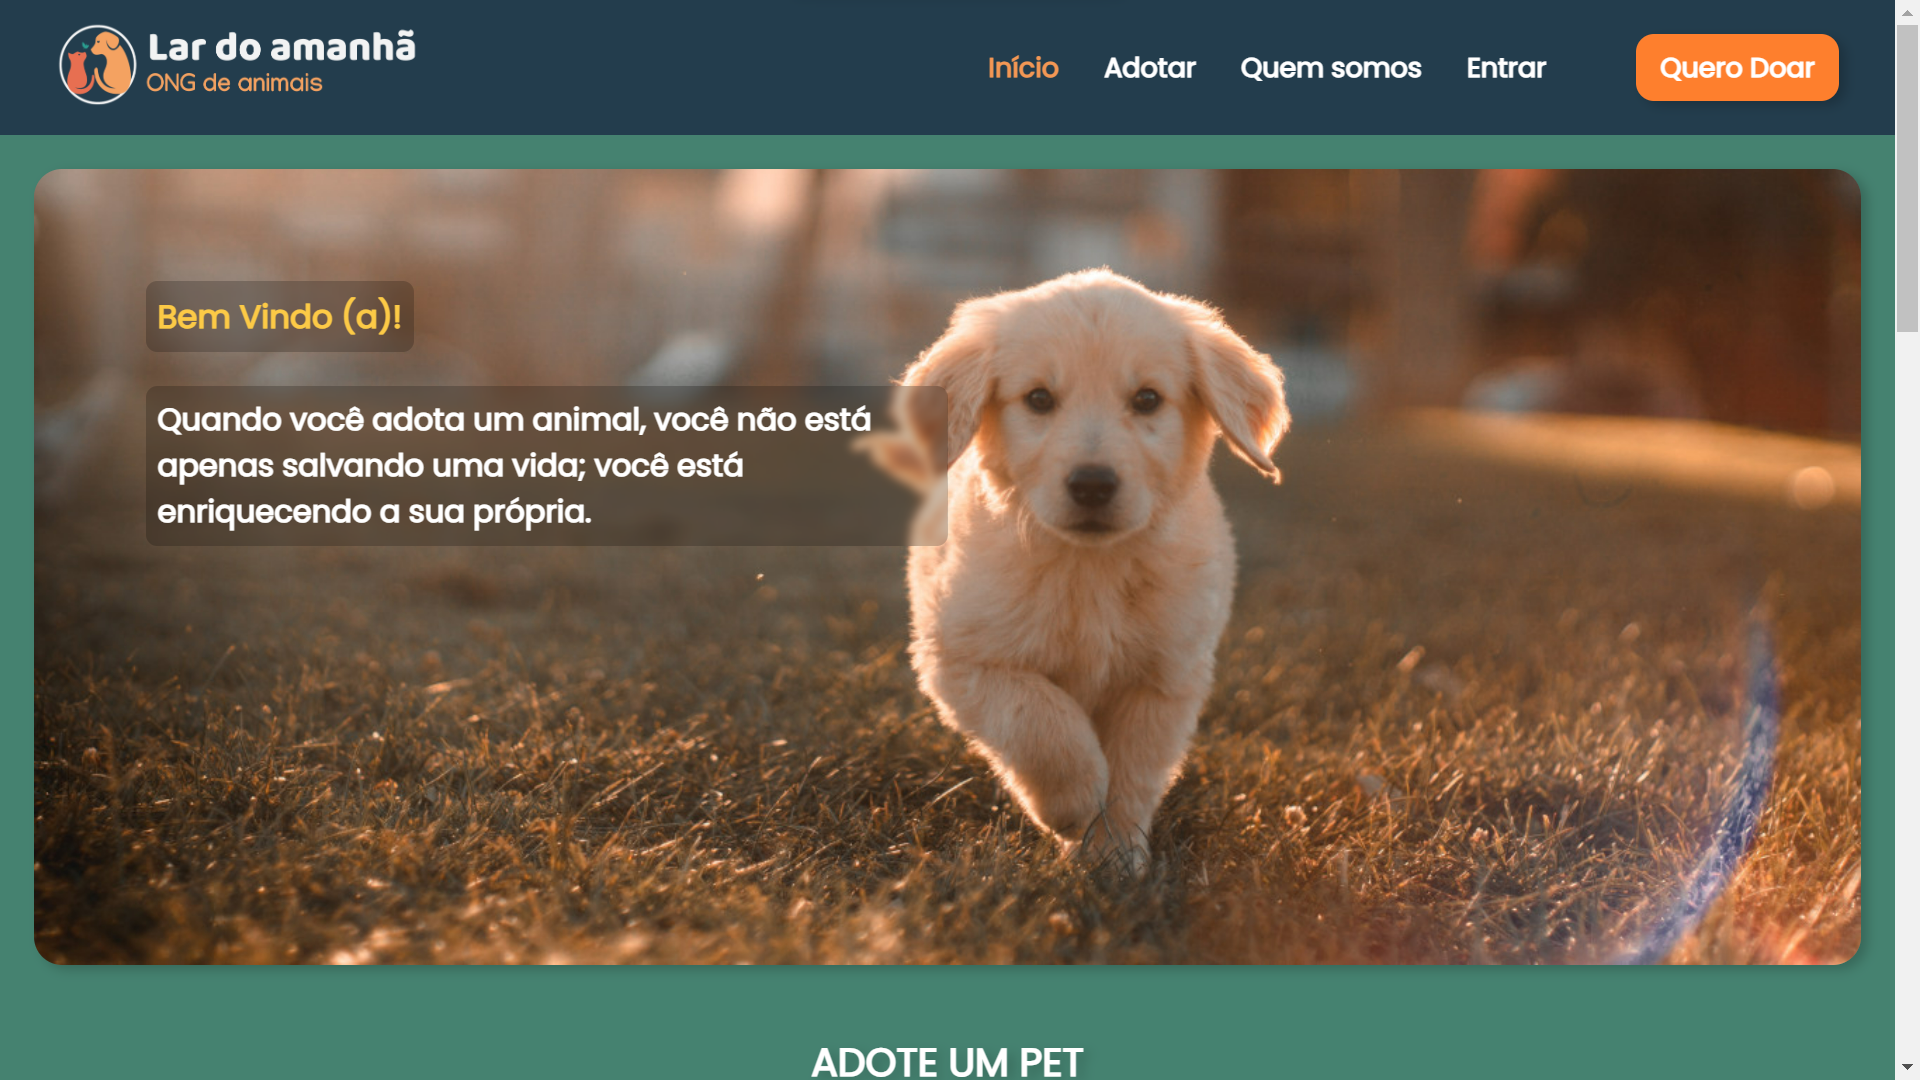 Lar do amanhã
ONG de animais
Início Adotar Quem somos Entrar Quero Doar
Bem Vindo (a)!
Quando você adota um animal, você não está
apenas salvando uma vida; você está
enriquecendo a sua própria.
ADOTE UM PET